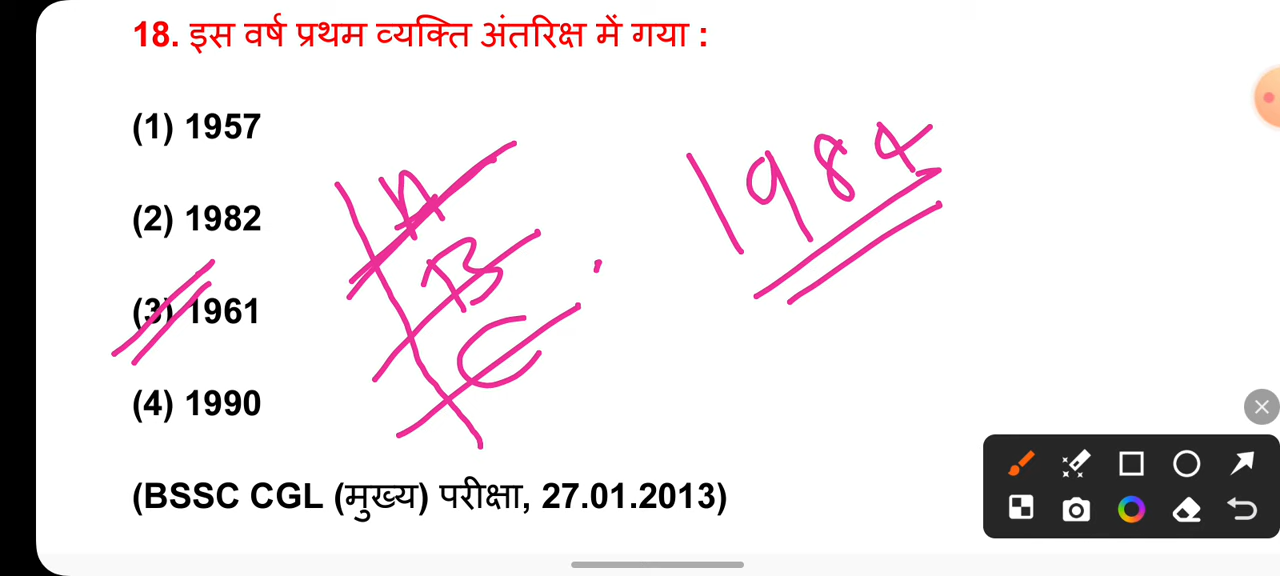 18. इस वर्ष प्रथम व्यक्ति अंतरिक्ष में गया :
(1) 1957
(2) 1982
(3) 1961
(4) 1990
A
B
C
1984
(BSSC CGL (मुख्य) परीक्षा, 27.01.2013)